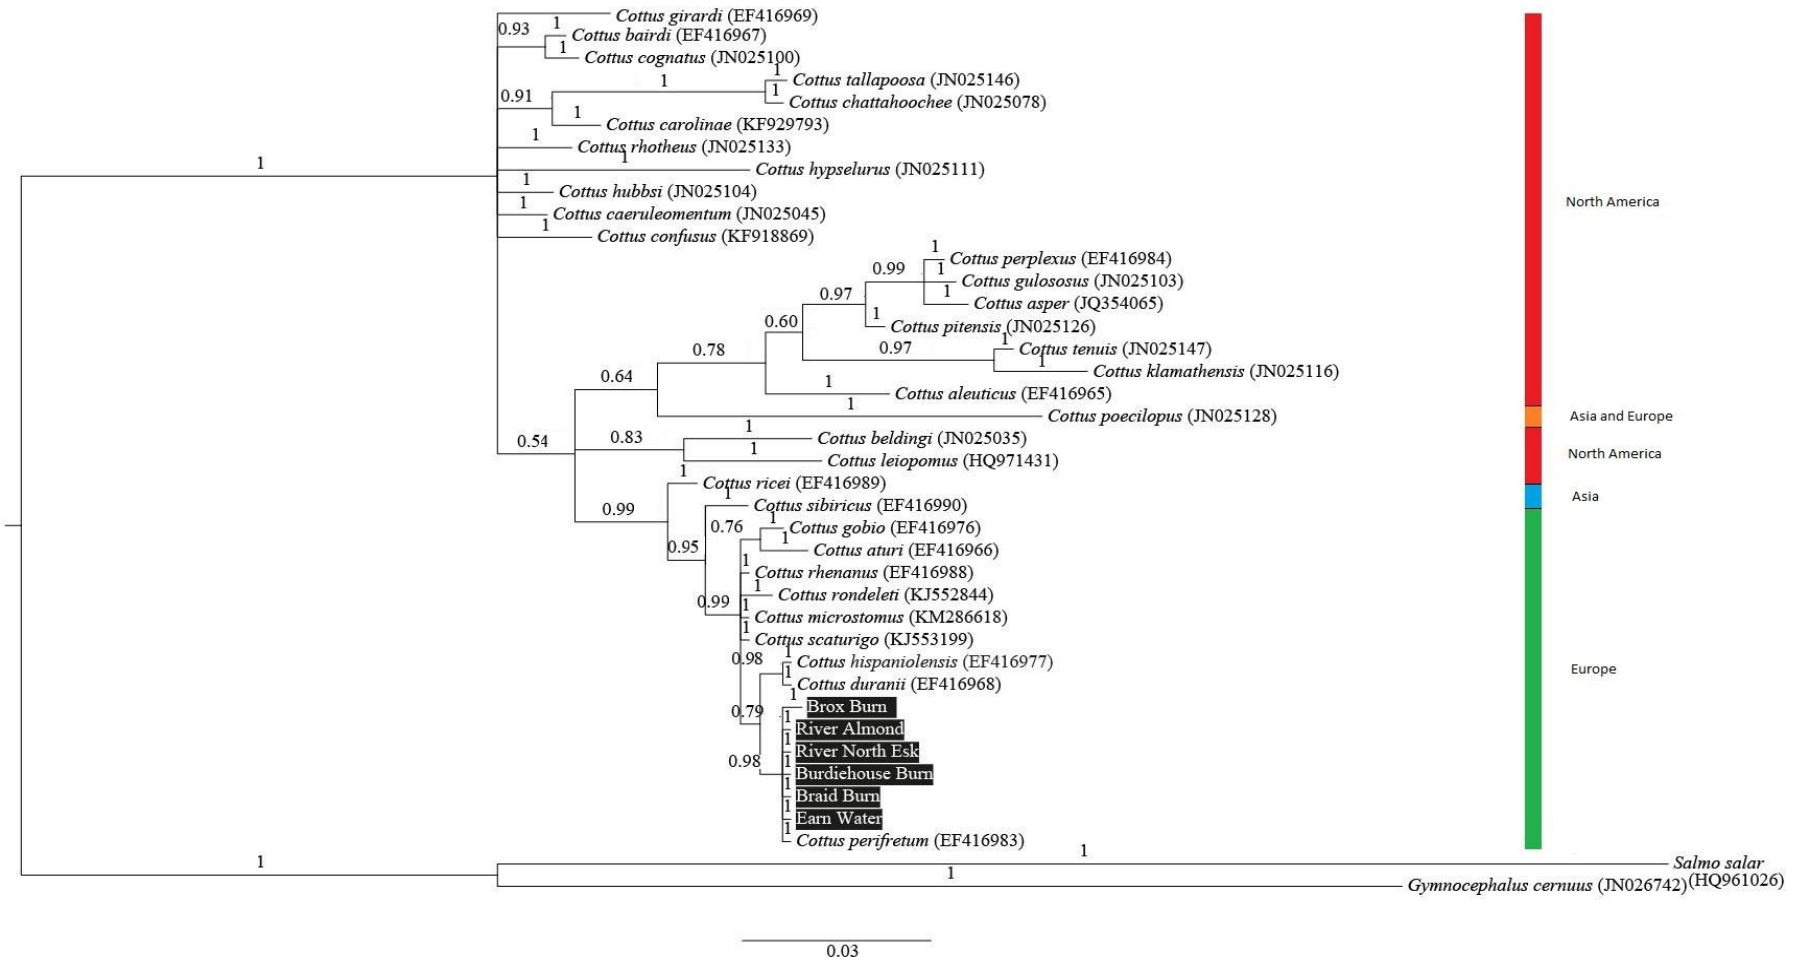 Cottus girardi (EF416969)
0.93
1
Cottus bairdi (EF416967)
1
Cottus cognatus (JN025100)
1
1
Cottus tallapoosa (JN025146)
0.91
1
Cottus chattahoochee (JN025078)
1
Cottus carolinae (KF929793)
1
Cottus rhotheus (JN025133)
1
1
Cottus hypselurus (JN025111)
1
Cottus hubbsi (JN025104)
North America
1
Cottus caeruleomentum (JN025045)
1
Cottus confusus (KF918869)
1
Cottus perplexus (EF416984)
0.99
1
Cottus gulososus (JN025103)
0.97
1
Cottus asper (JQ354065)
0.60
1
Cottus pitensis (JN025126)
0.78
0.97
1
Cottus tenuis (JN025147)
1
Cottus klamathensis (JN025116)
0.64
1
Cottus aleuticus (EF416965)
1
Cottus poecilopus (JN025128)
Asia and Europe
0.54
0.83
1
Cottus beldingi (JN025035)
1
Cottus leiopomus (HQ971431)
North America
1
Cottus ricei (EF416989)
Asia
0.99
1
Cottus sibiricus (EF416990)
0.76
1
Cottus gobio (EF416976)
0.95
1
Cottus aturi (EF416966)
1
Cottus rhenanus (EF416988)
1
Cottus rondeleti (KJ552844)
0.99
1
Cottus microstomus (KM286618)
1
Cottus scaturigo (KJ553199)
0.98
1
Cottus hispaniolensis (EF416977)
Europe
1
Cottus duranii (EF416968)
0.79
1
Brox Burn
1
River Almond
1
River North Esk
0.98
1
Burdiehouse Burn
1
Braid Burn
1
Earn Water
1
Cottus perifretum (EF416983)
1
1
Salmo salar
1
Gymnocephalus cernuus (JN026742)
(HQ961026)
0.03